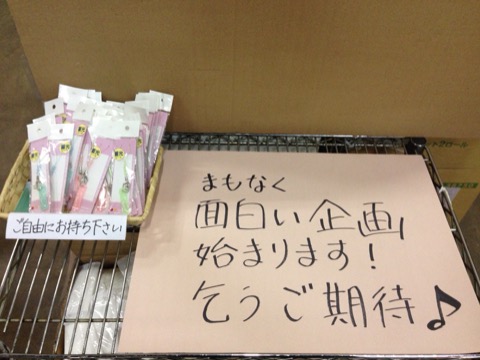 ご自由にお持ち下さい
まもなく
面白い企画
始まります!
乞うご期待♪